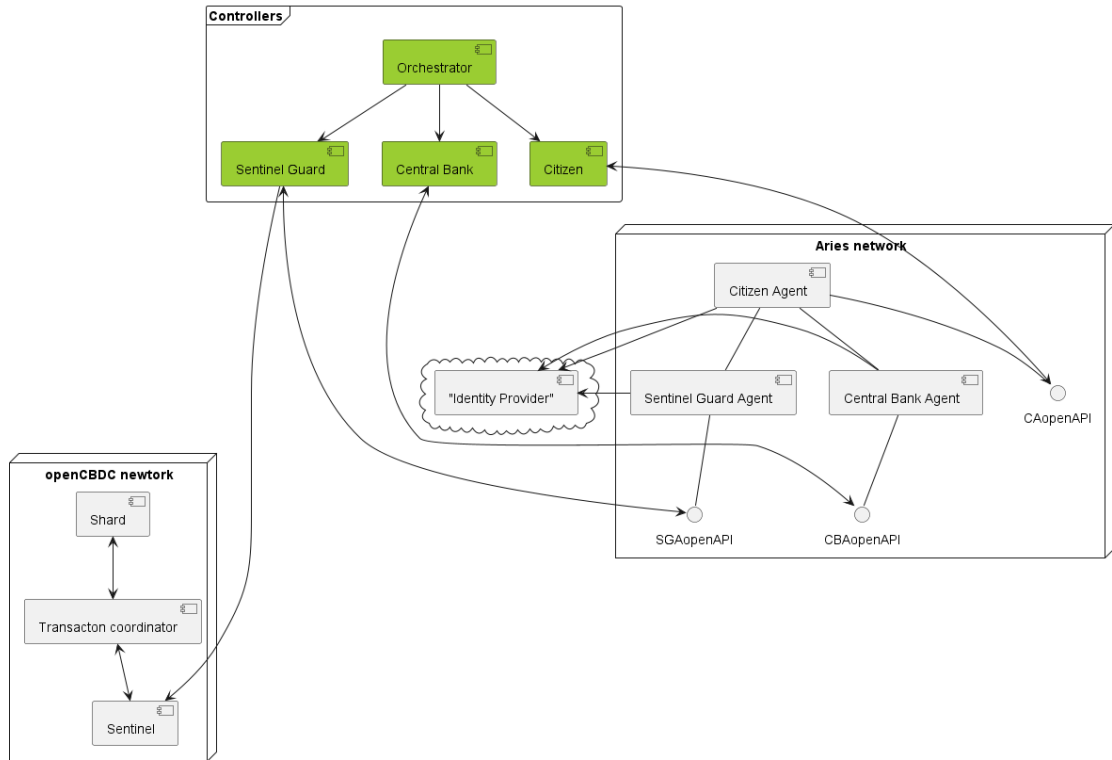 Controllers
Orchestrator
Sentinel Guard
Central Bank
Citizen
Aries network
Citizen Agent
"Identity Provider"
Sentinel Guard Agent
Central Bank Agent
CAopenAPI
SGAopenAPI
CBAopenAPI
openCBDC newtork
Shard
Transacton coordinator
Sentinel